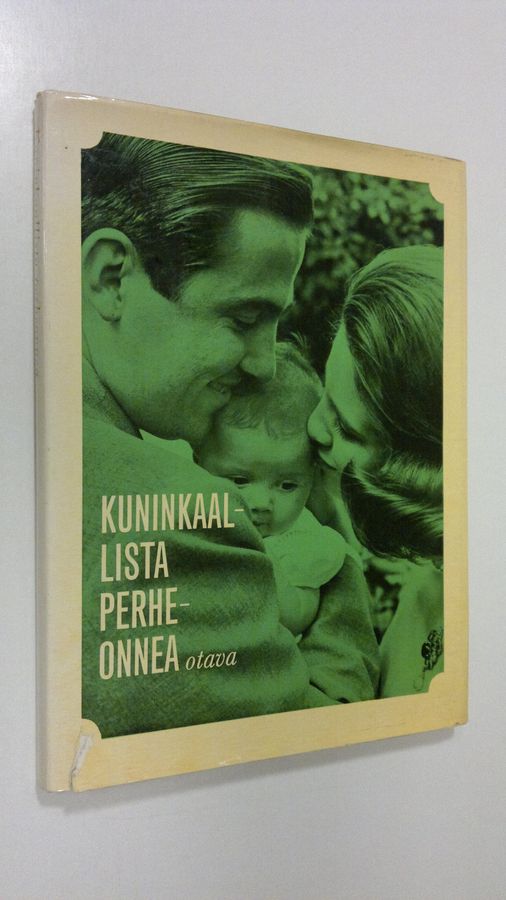 KUNINKAAL-
LISTA
PERHE-
ONNEA otava